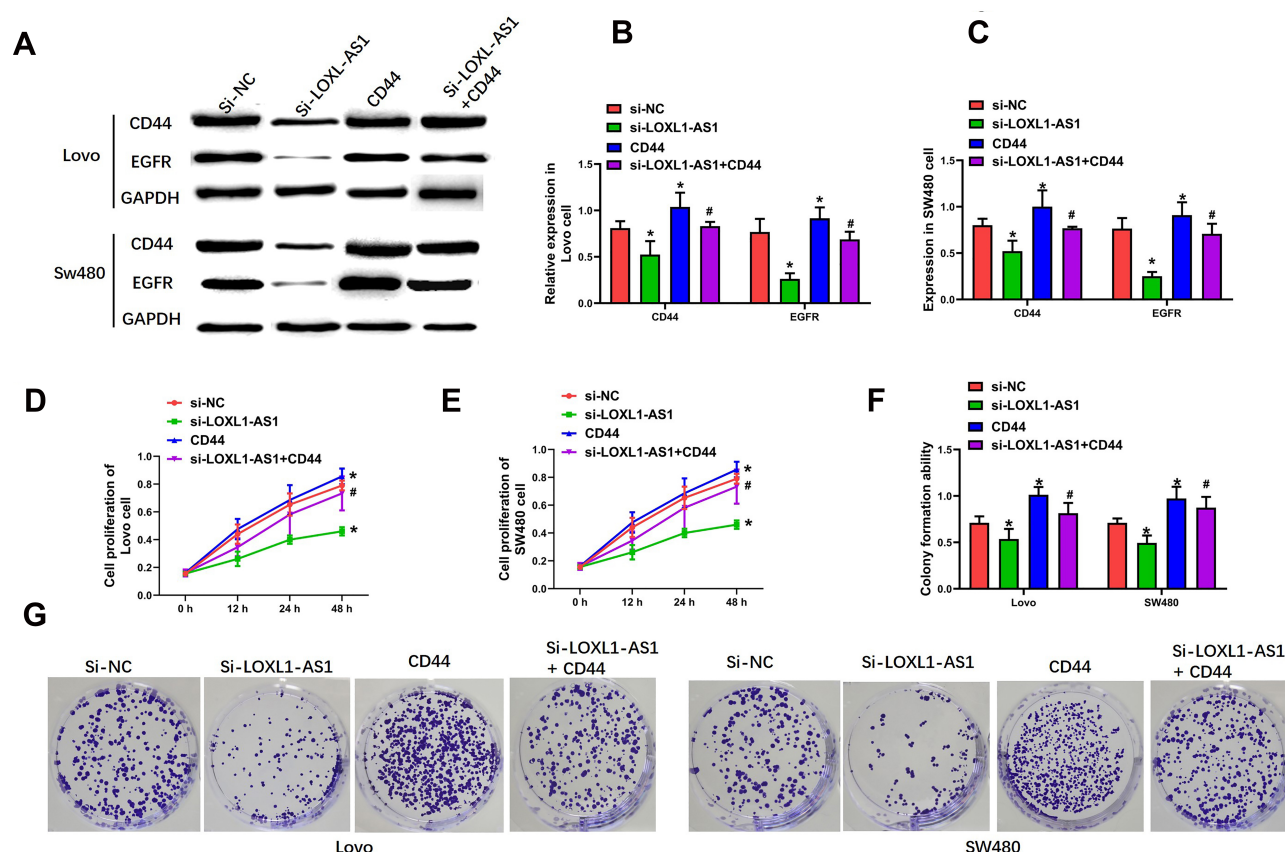 A
Si-NC
Si-LOXL-AS1
CD44
Si-LOXL-AS1
+CD44
Lovo
CD44
EGFR
GAPDH
Sw480
CD44
EGFR
GAPDH
B
si-NC
si-LOXL1-AS1
CD44
si-LOXL1-AS1+CD44
Relative expression in
Lovo cell
1.5
1.0
0.5
0.0
*
*
#
*
*
#
CD44
EGFR
C
si-NC
si-LOXL1-AS1
CD44
si-LOXL1-AS1+CD44
Expression in SW480 cell
1.5
1.0
0.5
0.0
*
*
#
*
*
#
CD44
EGFR
D
si-NC
si-LOXL1-AS1
CD44
si-LOXL1-AS1+CD44
Cell proliferation of
Lovo cell
1.0
0.8
0.6
0.4
0.2
0.0
*
#
*
0 h
12 h
24 h
48 h
E
si-NC
si-LOXL1-AS1
CD44
si-LOXL1-AS1+CD44
Cell proliferation of
SW480 cell
1.0
0.8
0.6
0.4
0.2
0.0
*
#
*
0 h
12 h
24 h
48 h
F
si-NC
si-LOXL1-AS1
CD44
si-LOXL1-AS1+CD44
Colony formation ability
1.5
1.0
0.5
0.0
*
*
#
*
*
#
Lovo
SW480
G
Si-NC
Si-LOXL1-AS1
CD44
Si-LOXL1-AS1
+ CD44
Si-NC
Si-LOXL1-AS1
CD44
Si-LOXL1-AS1
+ CD44
Lovo
SW480